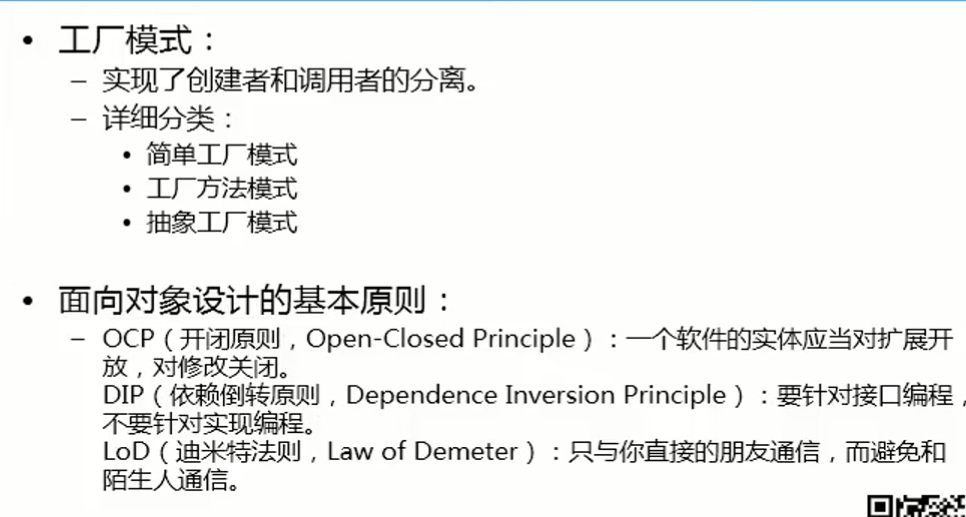 • 工厂模式：
– 实现了创建者和调用者的分离。
– 详细分类：
• 简单工厂模式
• 工厂方法模式
• 抽象工厂模式
• 面向对象设计的基本原则：
– OCP（开闭原则，Open-Closed Principle）：一个软件的实体应当对扩展开
放，对修改关闭。
DIP（依赖倒转原则，Dependence Inversion Principle）：要针对接口编程，
不要针对实现编程。
LoD（迪米特法则，Law of Demeter）：只与你直接的朋友通信，而避免和
陌生人通信。